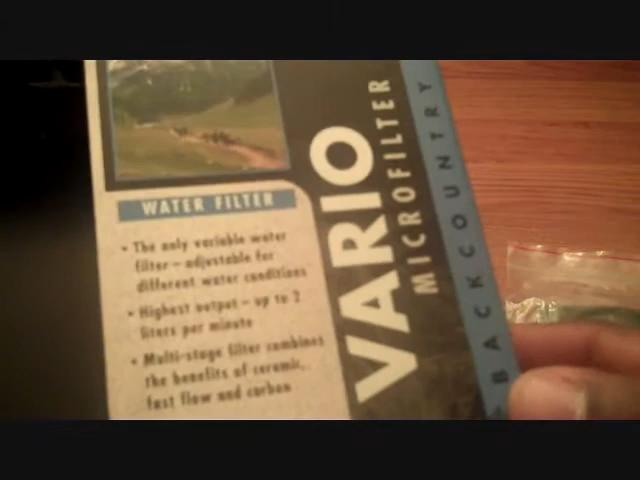 WATER FILTER
• The only variable water
filter – adjustable for
different water conditions
• Highest output – up to 2
liters per minute
• Multi-stage filter combines
the benefits of ceramic,
fast flow and carbon
VARIO
MICROFILTER
BACKCOUNTRY